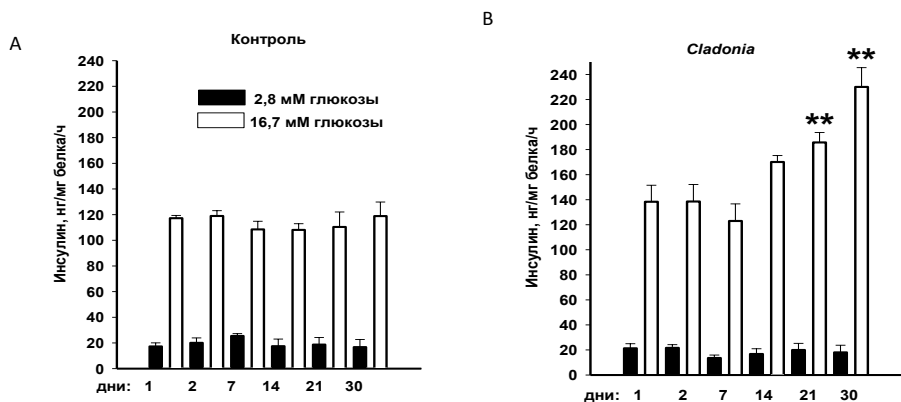 A
Контроль
Инсулин, нг/мг белка/ч
240
220
200
180
160
140
120
100
80
60
40
20
0
2,8 мМ глюкозы
16,7 мМ глюкозы
дни: 1 2 7 14 21 30
B
Cladonia
Инсулин, нг/мг белка/ч
240
220
200
180
160
140
120
100
80
60
40
20
0
**
**
дни: 1 2 7 14 21 30